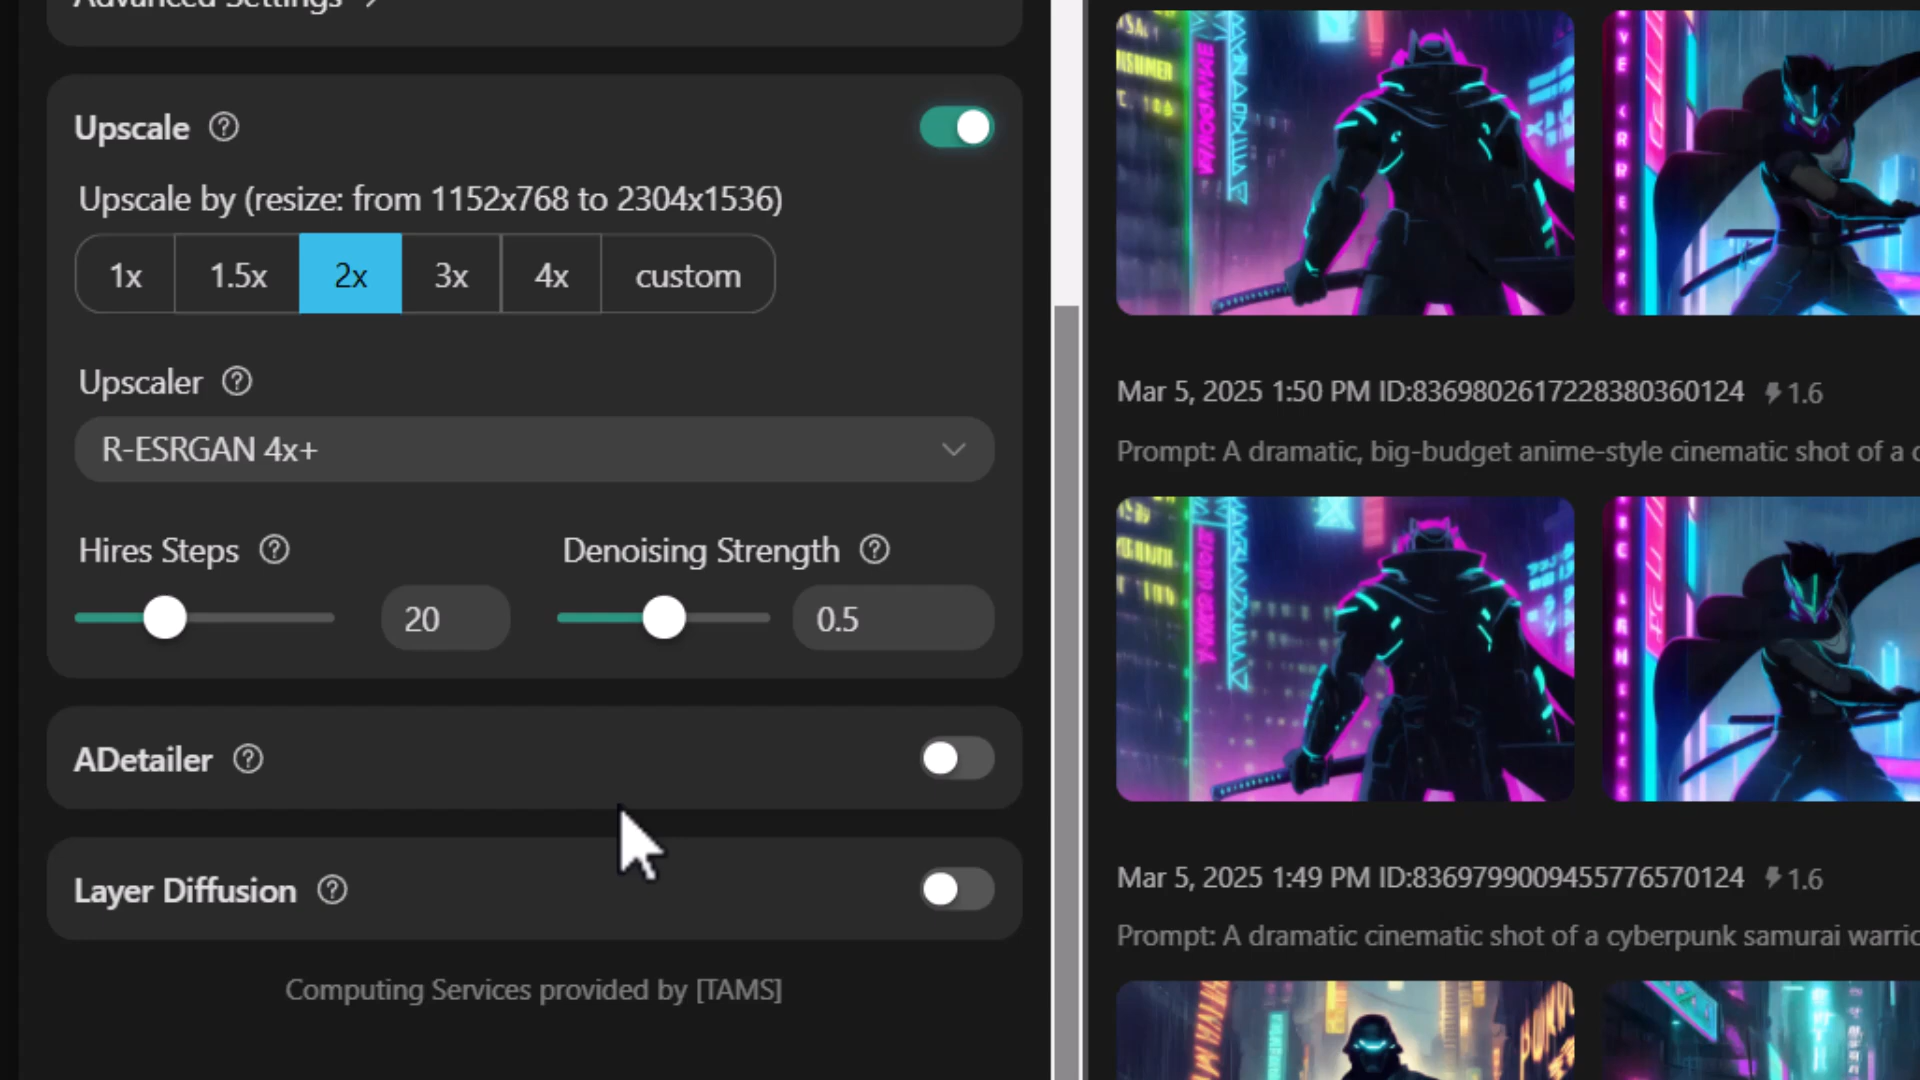 Advanced Settings
Upscale
Upscale by (resize: from 1152x768 to 2304x1536)
1x
1.5x
2x
3x
4x
custom
Upscaler
R-ESRGAN 4x+
Hires Steps
Denoising Strength
20
0.5
ADetailer
Layer Diffusion
Computing Services provided by [TAMS]
Mar 5, 2025 1:50 PM ID:836980261722838036​0124 1.6
Prompt: A dramatic, big-budget anime-style cinematic shot of a
Mar 5, 2025 1:49 PM ID:836979900945577657​0124 1.6
Prompt: A dramatic cinematic shot of a cyberpunk samurai